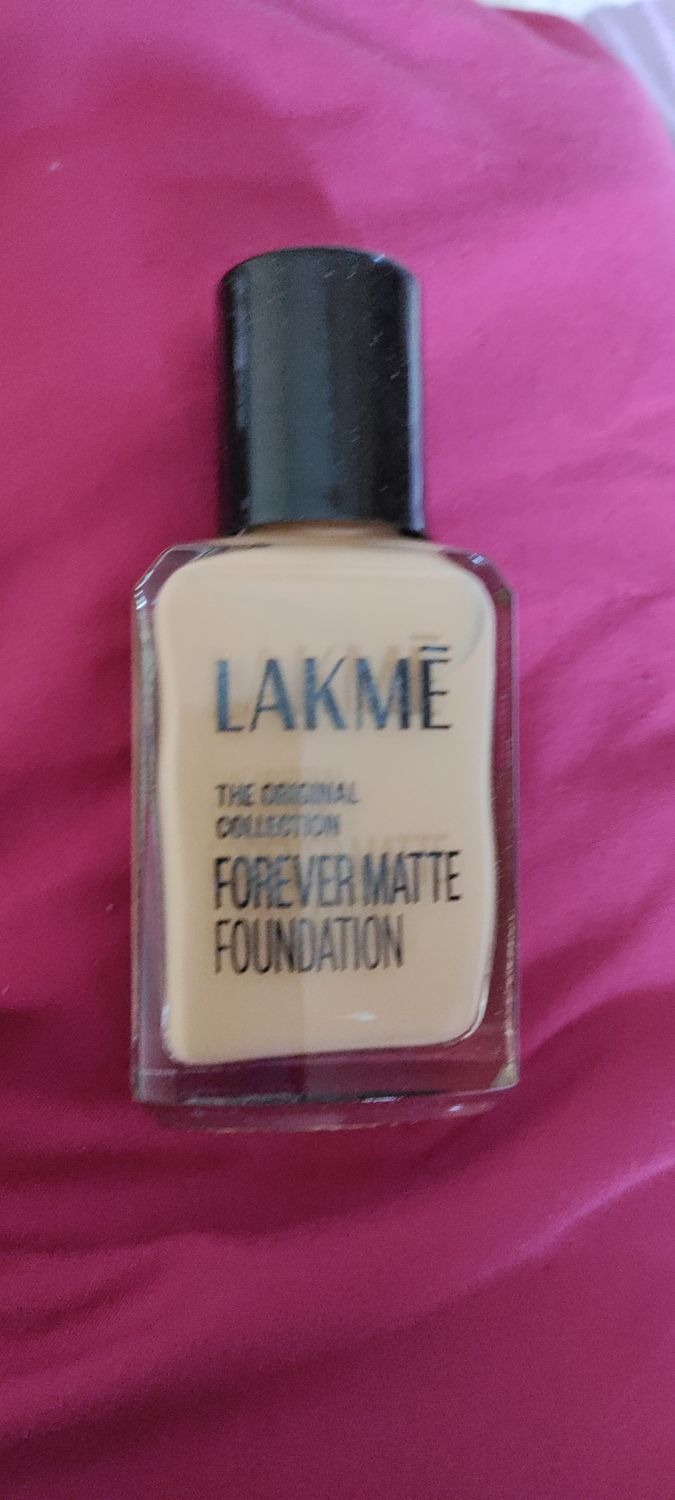 LAKMĒ
THE ORIGINAL
COLLECTION
FOREVER MATTE
FOUNDATION